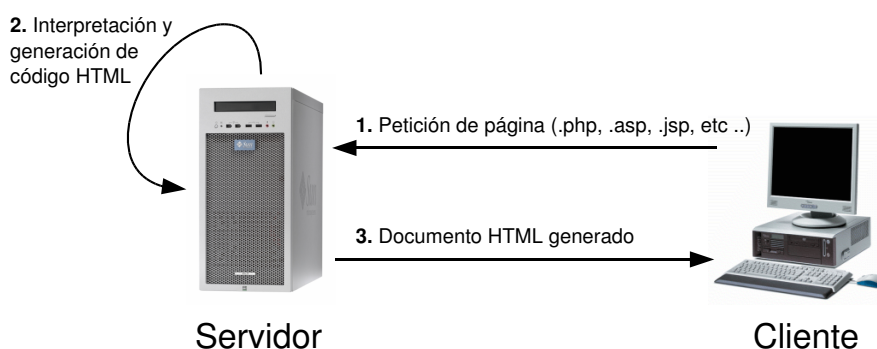 2. Interpretación y
generación de
código HTML
1. Petición de página (.php, .asp, .jsp, etc ..)
3. Documento HTML generado
Servidor
Cliente